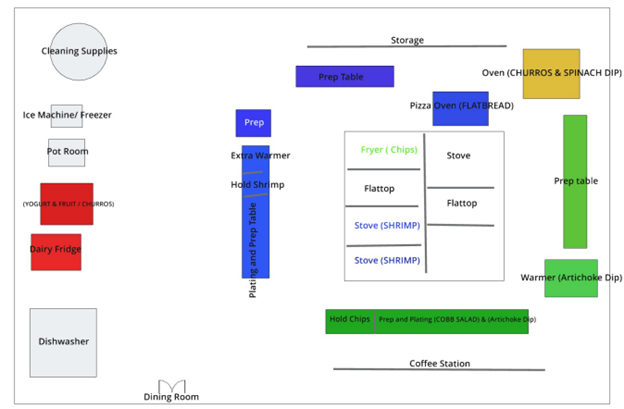 Storage
Cleaning Supplies
Oven (CHURROS & SPINACH DIP)
Prep Table
Pizza Oven (FLATBREAD)
Ice Machine/ Freezer
Prep
Pot Room
Extra Warmer
Fryer ( Chips)
Stove
Hold Shrimp
Flattop
Prep table
(YOGURT & FRUIT / CHURROS)
Flattop
Stove (SHRIMP)
Plating and Prep Table
Dairy Fridge
Stove (SHRIMP)
Warmer (Artichoke Dip)
Hold Chips
Prep and Plating (COBB SALAD) & (Artichoke Dip)
Dishwasher
Coffee Station
Dining Room